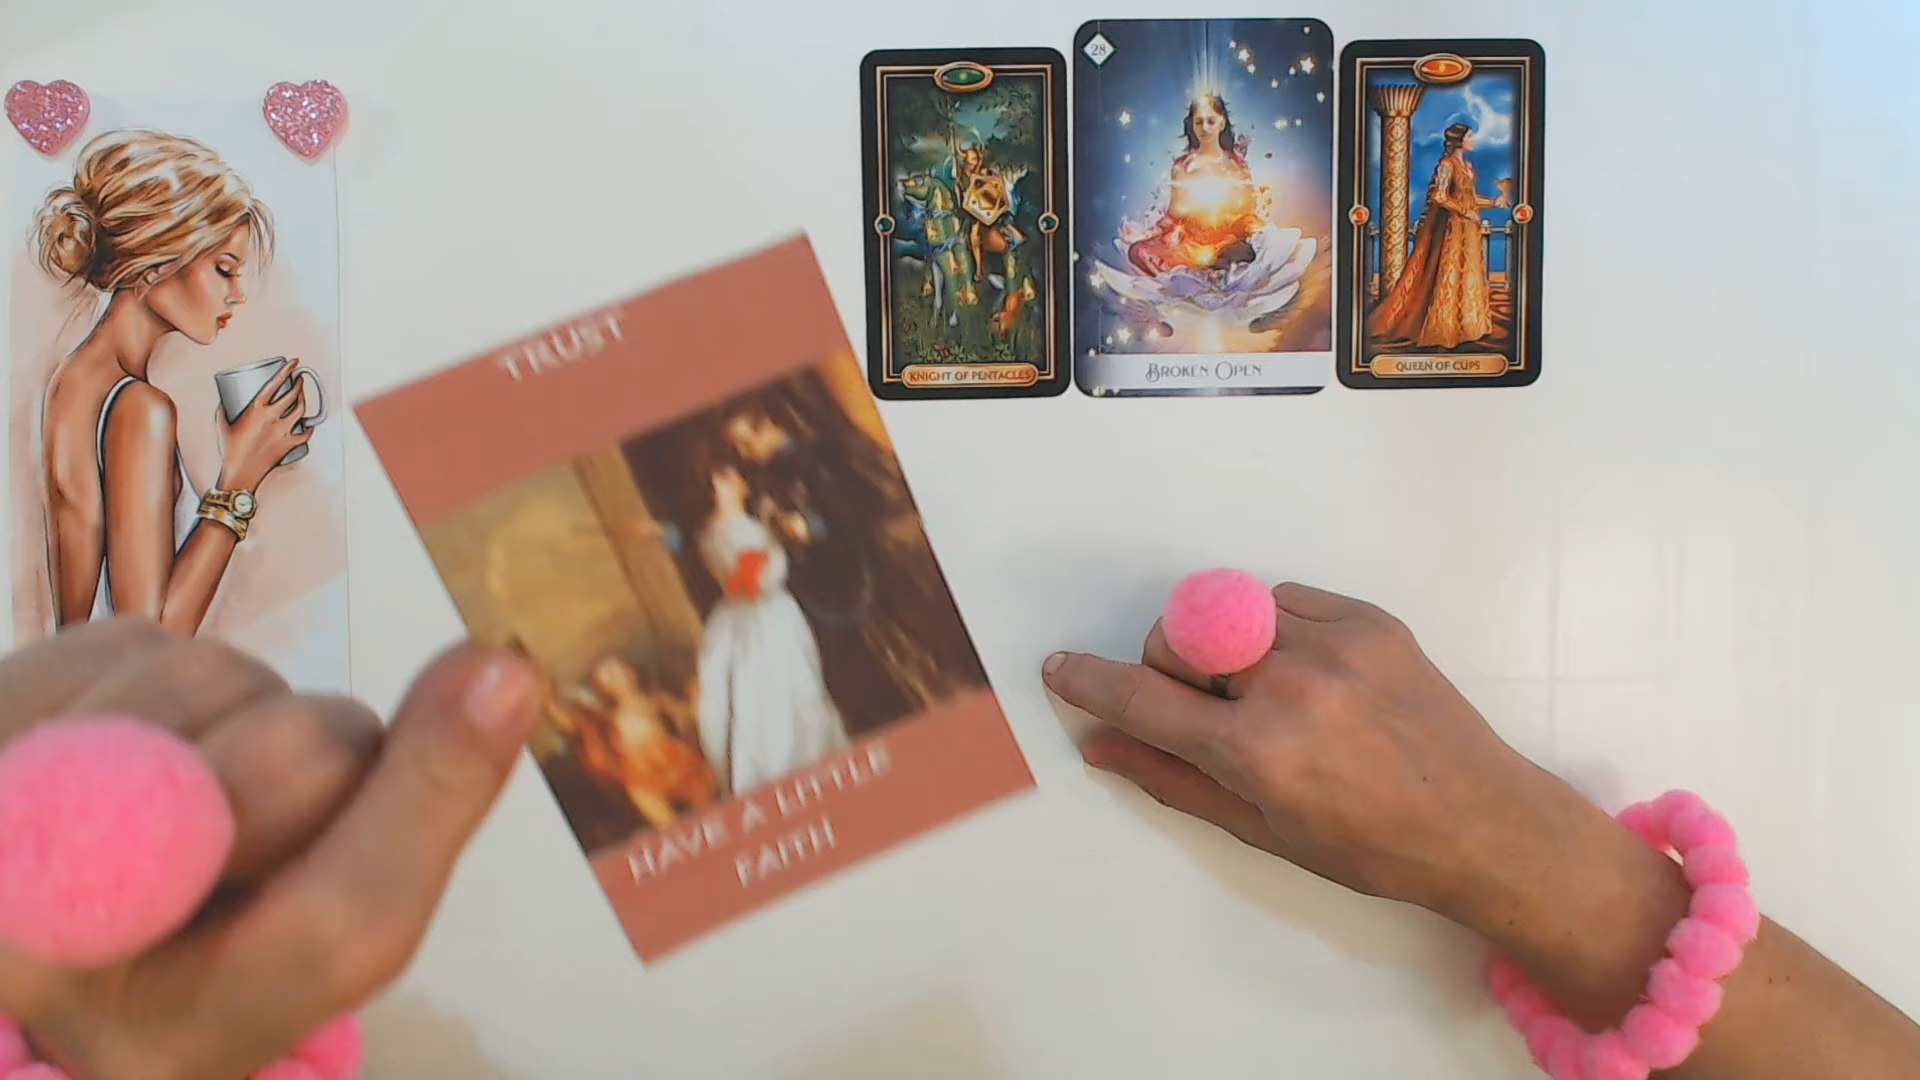 TRUST
HAVE A LITTLE
FAITH
KNIGHT OF PENTACLES
28
BROKEN OPEN
QUEEN OF CUPS